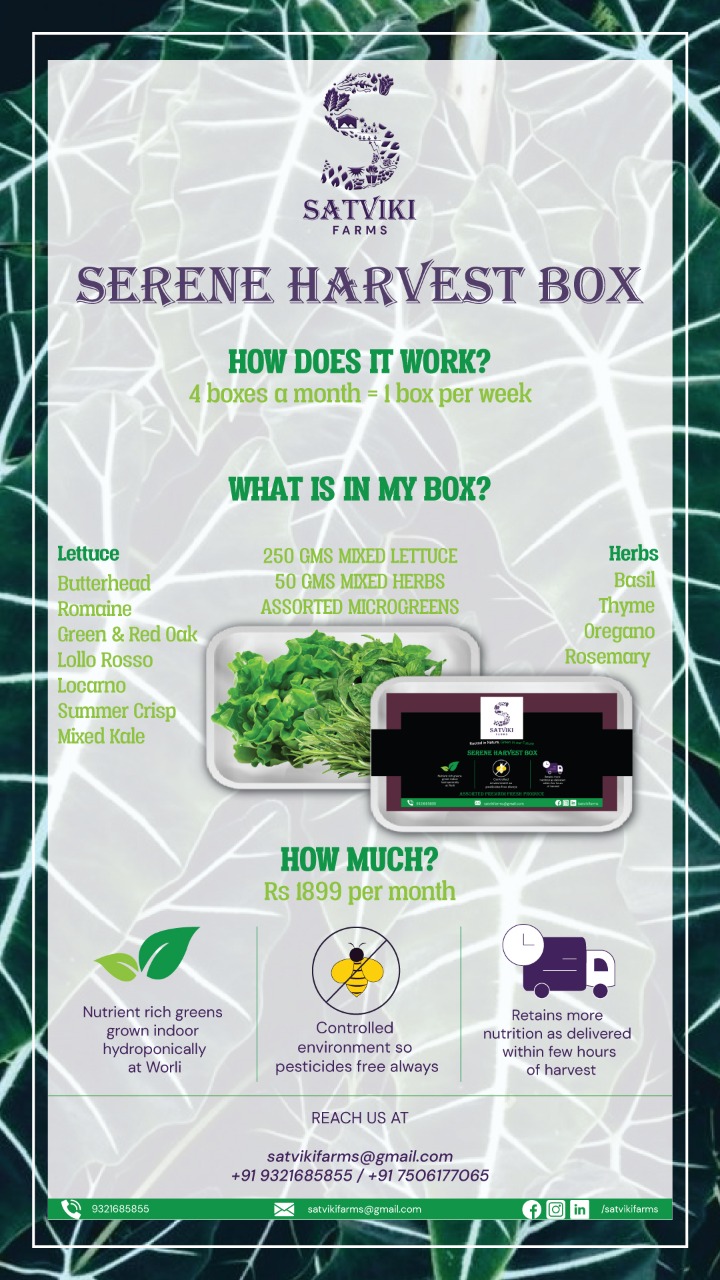 SATVIKI
FARMS
SERENE HARVEST BOX
HOW DOES IT WORK?
4 boxes a month = 1 box per week
WHAT IS IN MY BOX?
Lettuce
Butterhead
Romaine
Green & Red Oak
Lollo Rosso
Locarno
Summer Crisp
Mixed Kale
250 GMS MIXED LETTUCE
50 GMS MIXED HERBS
ASSORTED MICROGREENS
Herbs
Basil
Thyme
Oregano
Rosemary
SATVIKI
FARMS
SERENE HARVEST BOX
HOW MUCH?
Rs 1899 per month
Nutrient rich greens
grown indoor
hydroponically
at Worli
Controlled
environment so
pesticides free always
Retains more
nutrition as delivered
within few hours
of harvest
REACH US AT
satvikifarms@gmail.com
+91 9321685855 / +91 7506177065
9321685855
satvikifarms@gmail.com
/satvikifarms